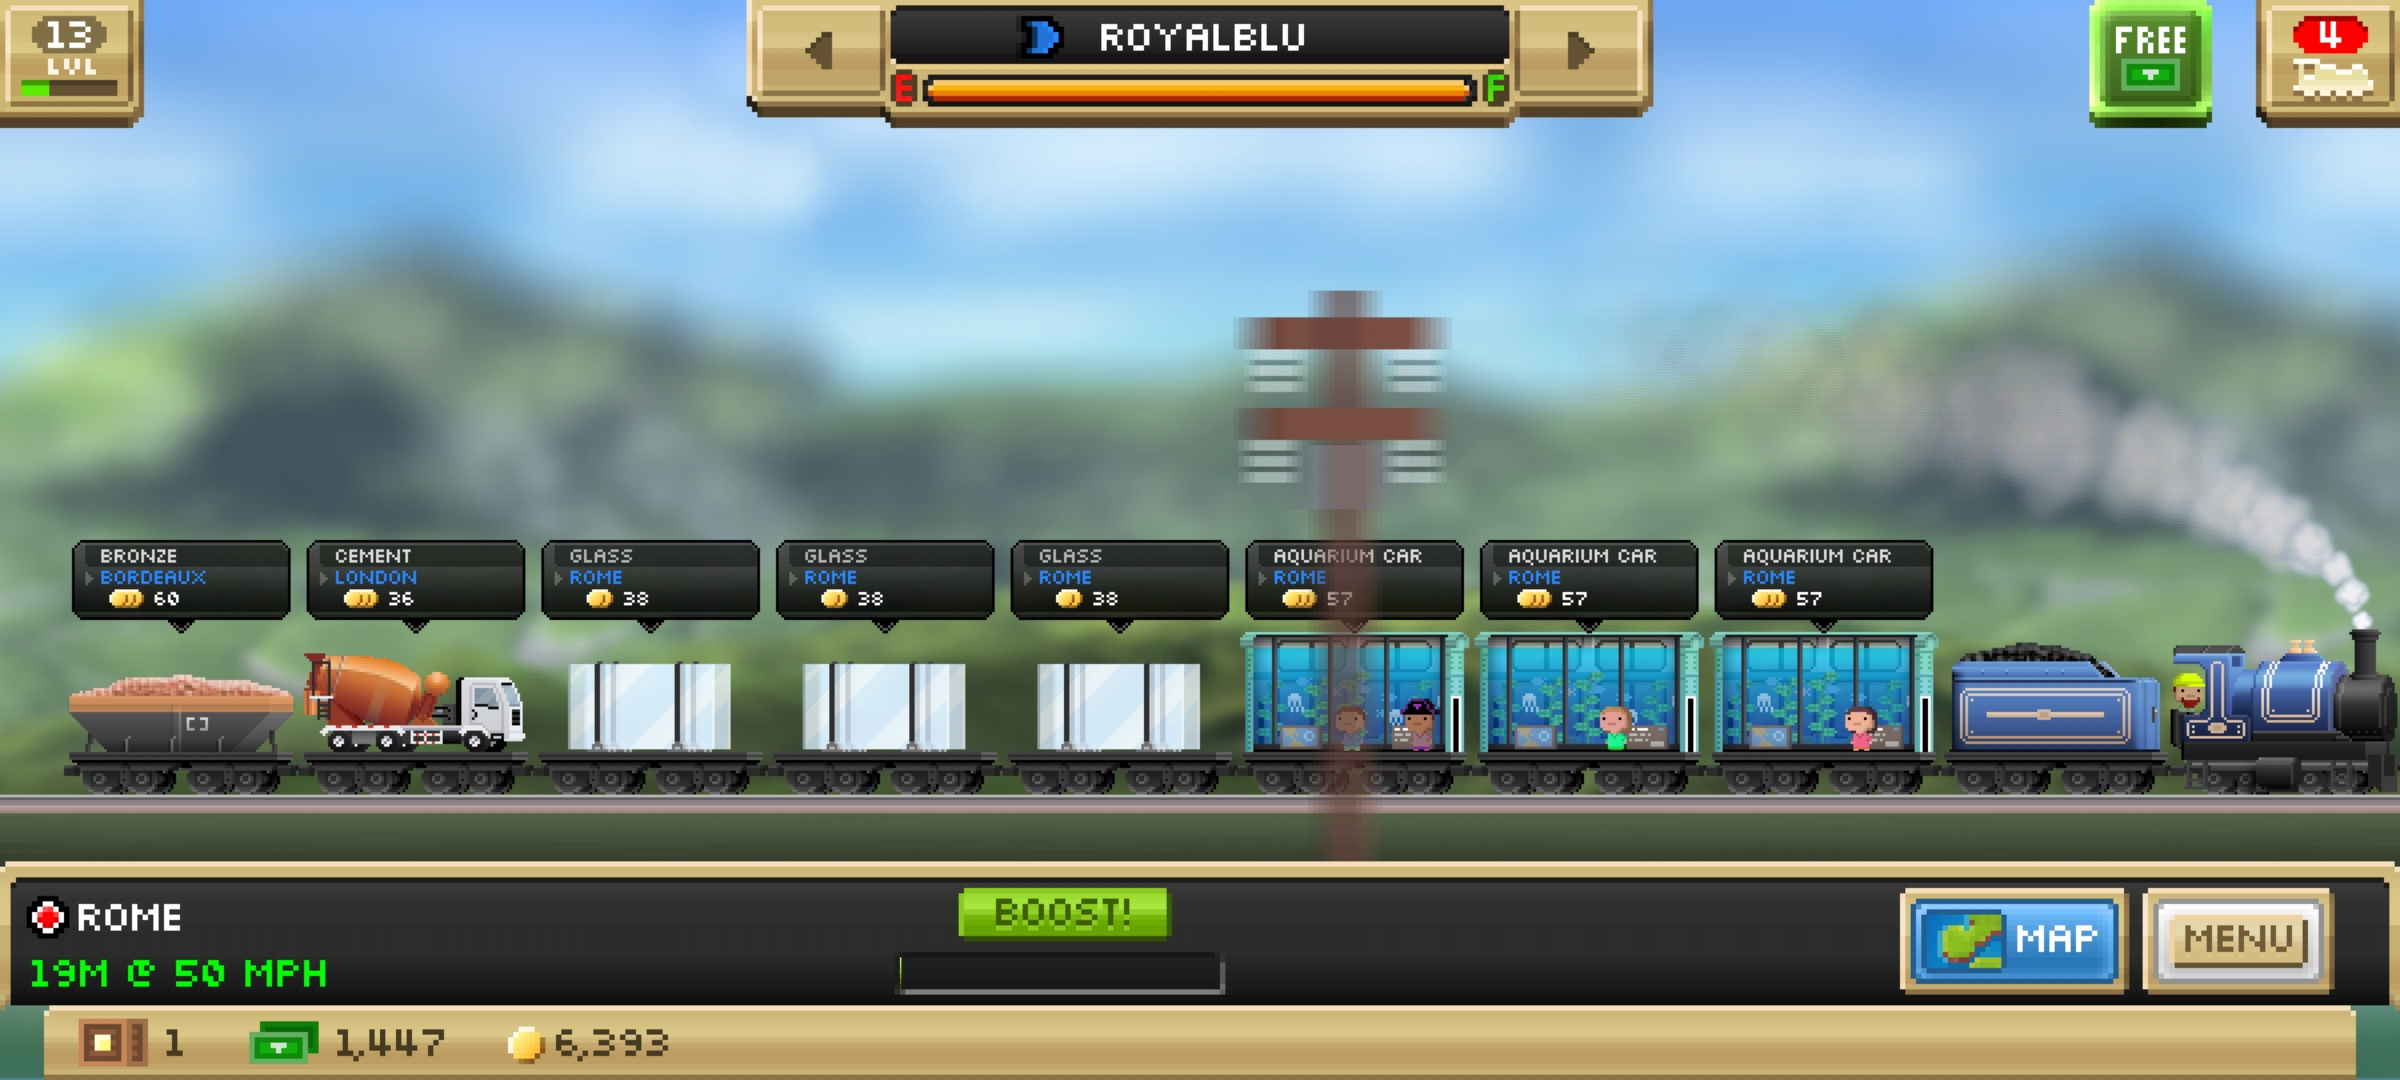 13
LVL
ROYALBLU
E F
FREE
4
BRONZE
BORDEAUX
60
CEMENT
LONDON
36
GLASS
ROME
38
GLASS
ROME
38
GLASS
ROME
38
AQUARIUM CAR
ROME
57
AQUARIUM CAR
ROME
57
AQUARIUM CAR
ROME
57
ROME
19M @ 50 MPH
BOOST!
MAP
MENU
1
1,447
6,393